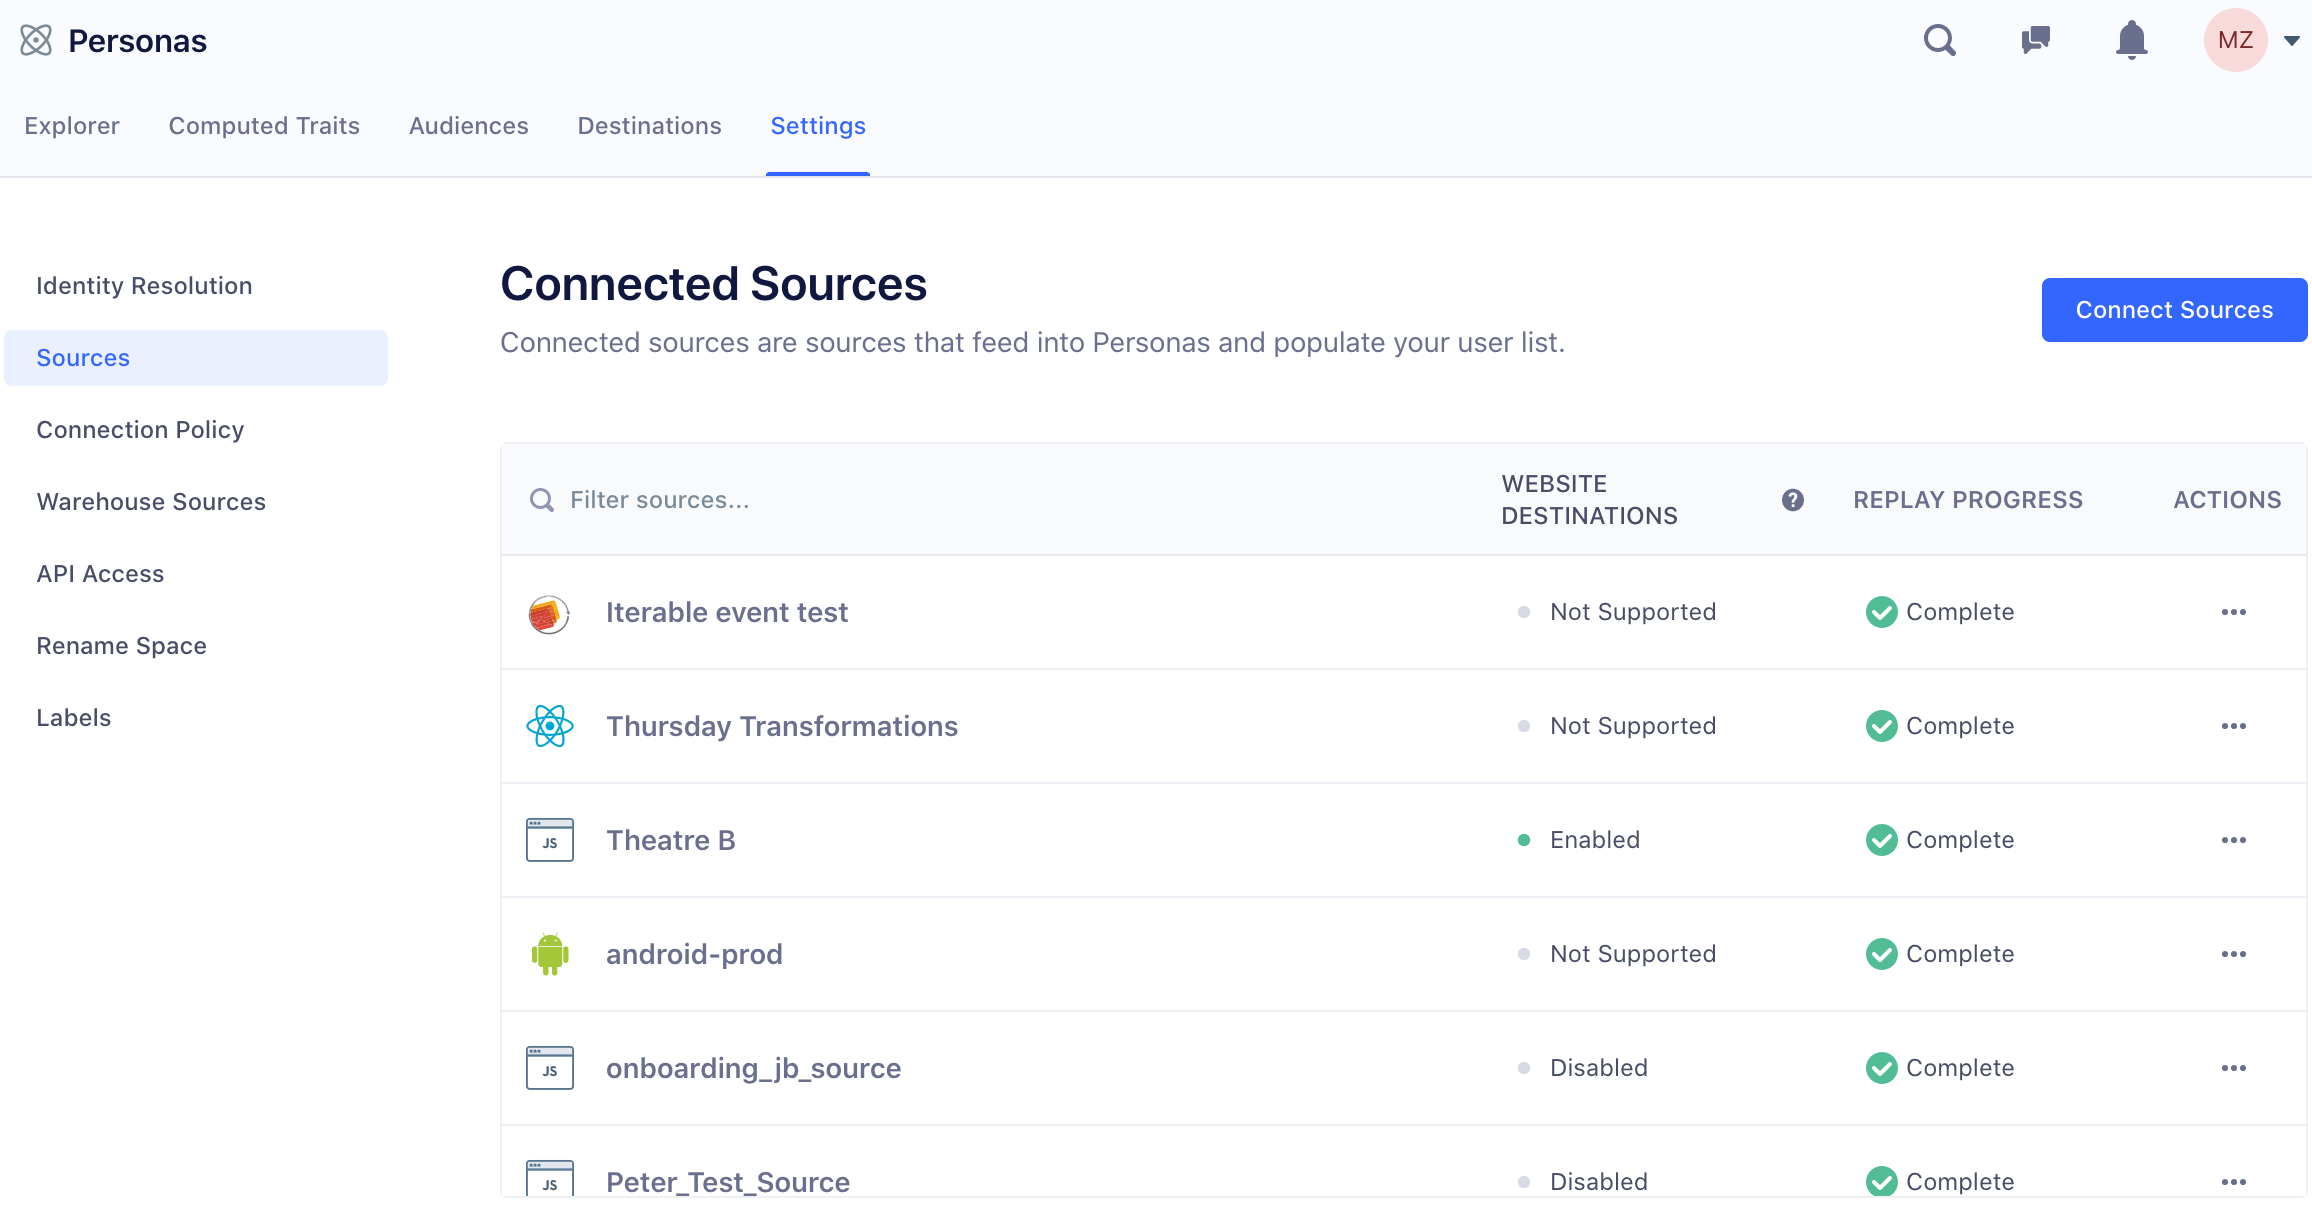 Personas
MZ
Explorer Computed Traits Audiences Destinations Settings
Identity Resolution
Sources
Connection Policy
Warehouse Sources
API Access
Rename Space
Labels
Connected Sources
Connected sources are sources that feed into Personas and populate your user list.
Connect Sources
Filter sources...
WEBSITE
DESTINATIONS
?
REPLAY PROGRESS
ACTIONS
Iterable event test Not Supported Complete
Thursday Transformations Not Supported Complete
JS Theatre B Enabled Complete
android-prod Not Supported Complete
JS onboarding_jb_source Disabled Complete
JS Peter_Test_Source Disabled Complete